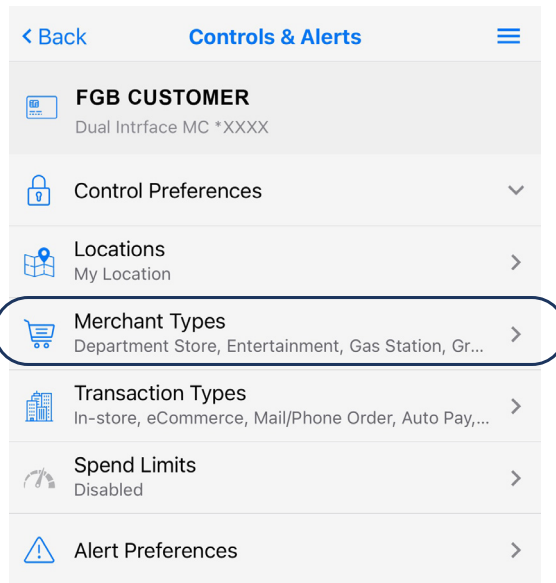 Back
Controls & Alerts
FGB CUSTOMER
Dual Intrface MC *XXXX
Control Preferences
Locations
My Location
Merchant Types
Department Store, Entertainment, Gas Station, Gr...
Transaction Types
In-store, eCommerce, Mail/Phone Order, Auto Pay,...
Spend Limits
Disabled
Alert Preferences